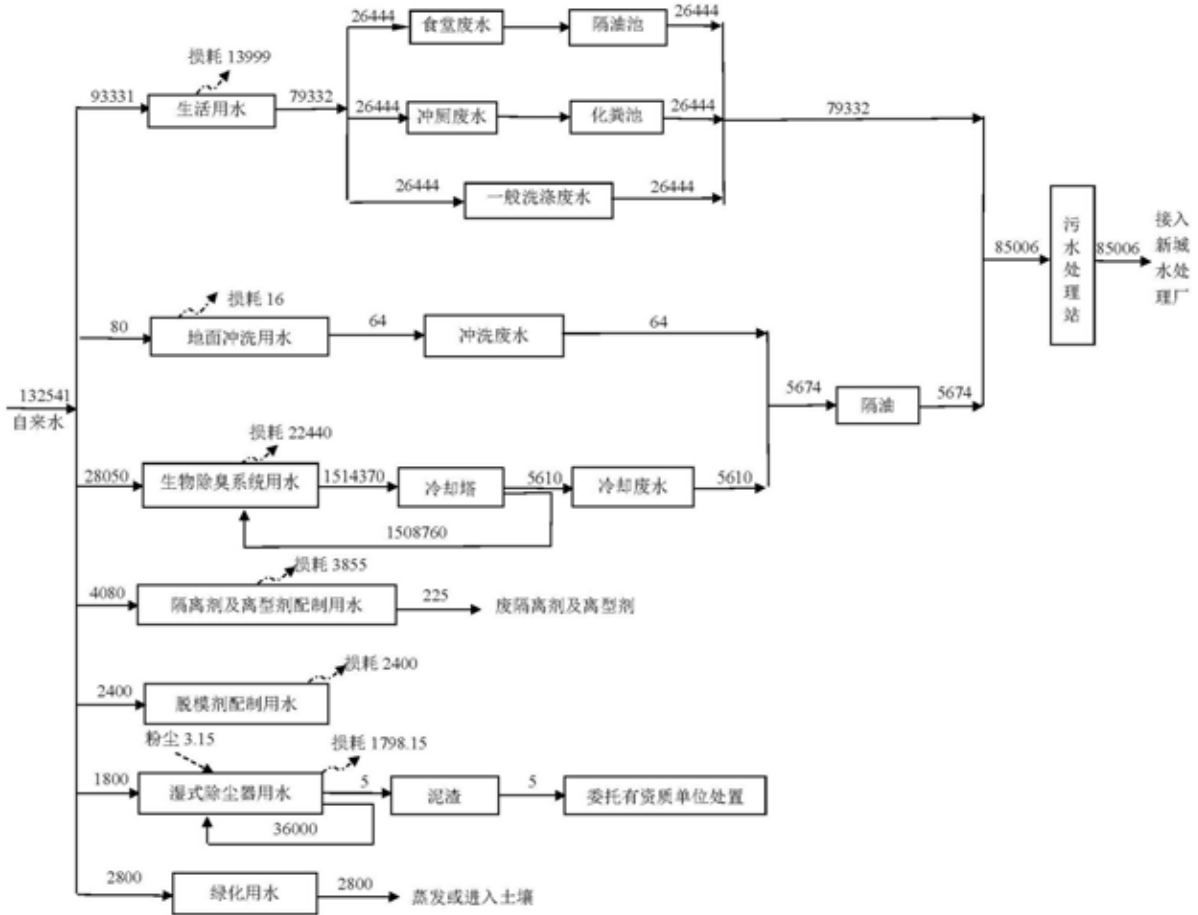 26444
食堂废水
隔油池
26444
损耗 13999
93331
生活用水
79332
26444
冲厕废水
化粪池
26444
79332
26444
一般洗涤废水
26444
85006
污水处理站
85006
接入
新城
水处
理厂
损耗 16
80
地面冲洗用水
64
冲洗废水
64
132541
自来水
5674
隔油
5674
损耗 22440
28050
生物除臭系统用水
1514370
冷却塔
5610
冷却废水
5610
1508760
损耗 3855
4080
隔离剂及离型剂配制用水
225
废隔离剂及离型剂
损耗 2400
2400
脱模剂配制用水
粉尘 3.15
损耗 1798.15
1800
湿式除尘器用水
5
泥渣
5
委托有资质单位处置
36000
2800
绿化用水
2800
蒸发或进入土壤